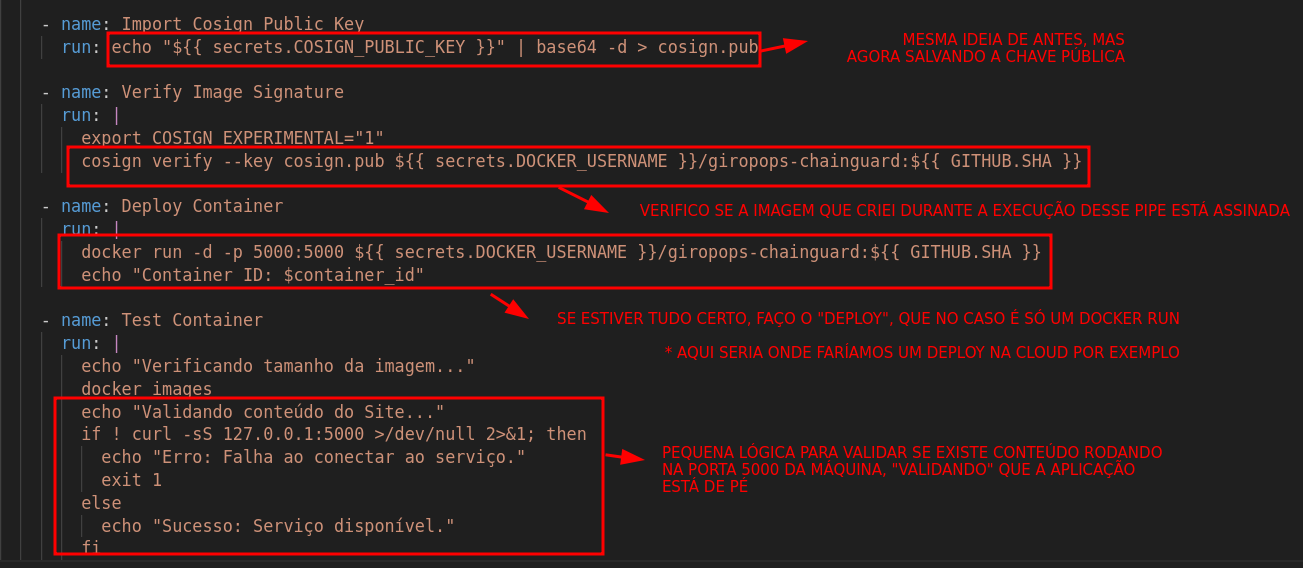 - name: Import Cosign Public Key
run: echo "${{ secrets.COSIGN_PUBLIC_KEY }}" | base64 -d > cosign.pub
MESMA IDEIA DE ANTES, MAS
AGORA SALVANDO A CHAVE PÚBLICA
- name: Verify Image Signature
run: |
export COSIGN_EXPERIMENTAL="1"
cosign verify --key cosign.pub ${{ secrets.DOCKER_USERNAME }}/giropops-chainguard:${{ GITHUB.SHA }}
VERIFICO SE A IMAGEM QUE CRIEI DURANTE A EXECUÇÃO DESSE PIPE ESTÁ ASSINADA
- name: Deploy Container
run: |
docker run -d -p 5000:5000 ${{ secrets.DOCKER_USERNAME }}/giropops-chainguard:${{ GITHUB.SHA }}
echo "Container ID: $container_id"
SE ESTIVER TUDO CERTO, FAÇO O "DEPLOY", QUE NO CASO É SÓ UM DOCKER RUN
* AQUI SERIA ONDE FARÍAMOS UM DEPLOY NA CLOUD POR EXEMPLO
- name: Test Container
run: |
echo "Verificando tamanho da imagem..."
docker images
echo "Validando conteúdo do Site..."
if ! curl -sS 127.0.0.1:5000 >/dev/null 2>&1; then
echo "Erro: Falha ao conectar ao serviço."
exit 1
else
echo "Sucesso: Serviço disponível."
fi
PEQUENA LÓGICA PARA VALIDAR SE EXISTE CONTEÚDO RODANDO
NA PORTA 5000 DA MÁQUINA, "VALIDANDO" QUE A APLICAÇÃO
ESTÁ DE PÉ